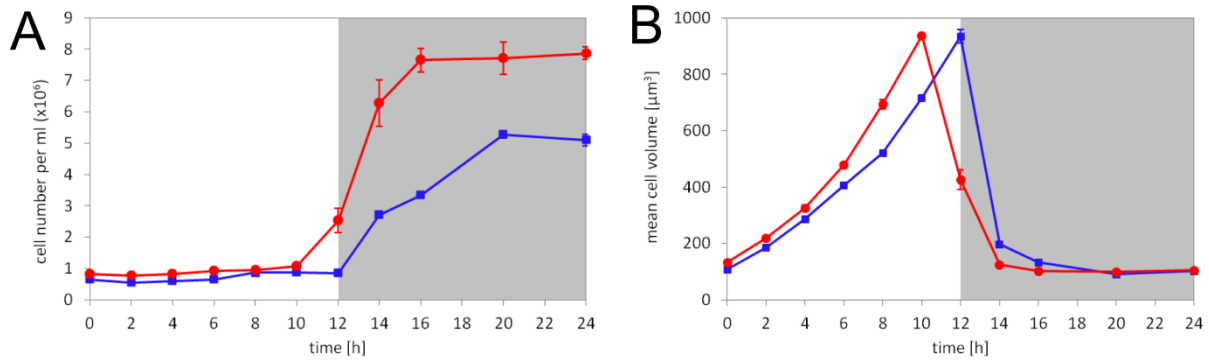 A
cell number per ml (x10⁶)
9
8
7
6
5
4
3
2
1
0
0 2 4 6 8 10 12 14 16 18 20 22 24
time [h]
B
mean cell volume [µm³]
1000
800
600
400
200
0
0 2 4 6 8 10 12 14 16 18 20 22 24
time [h]